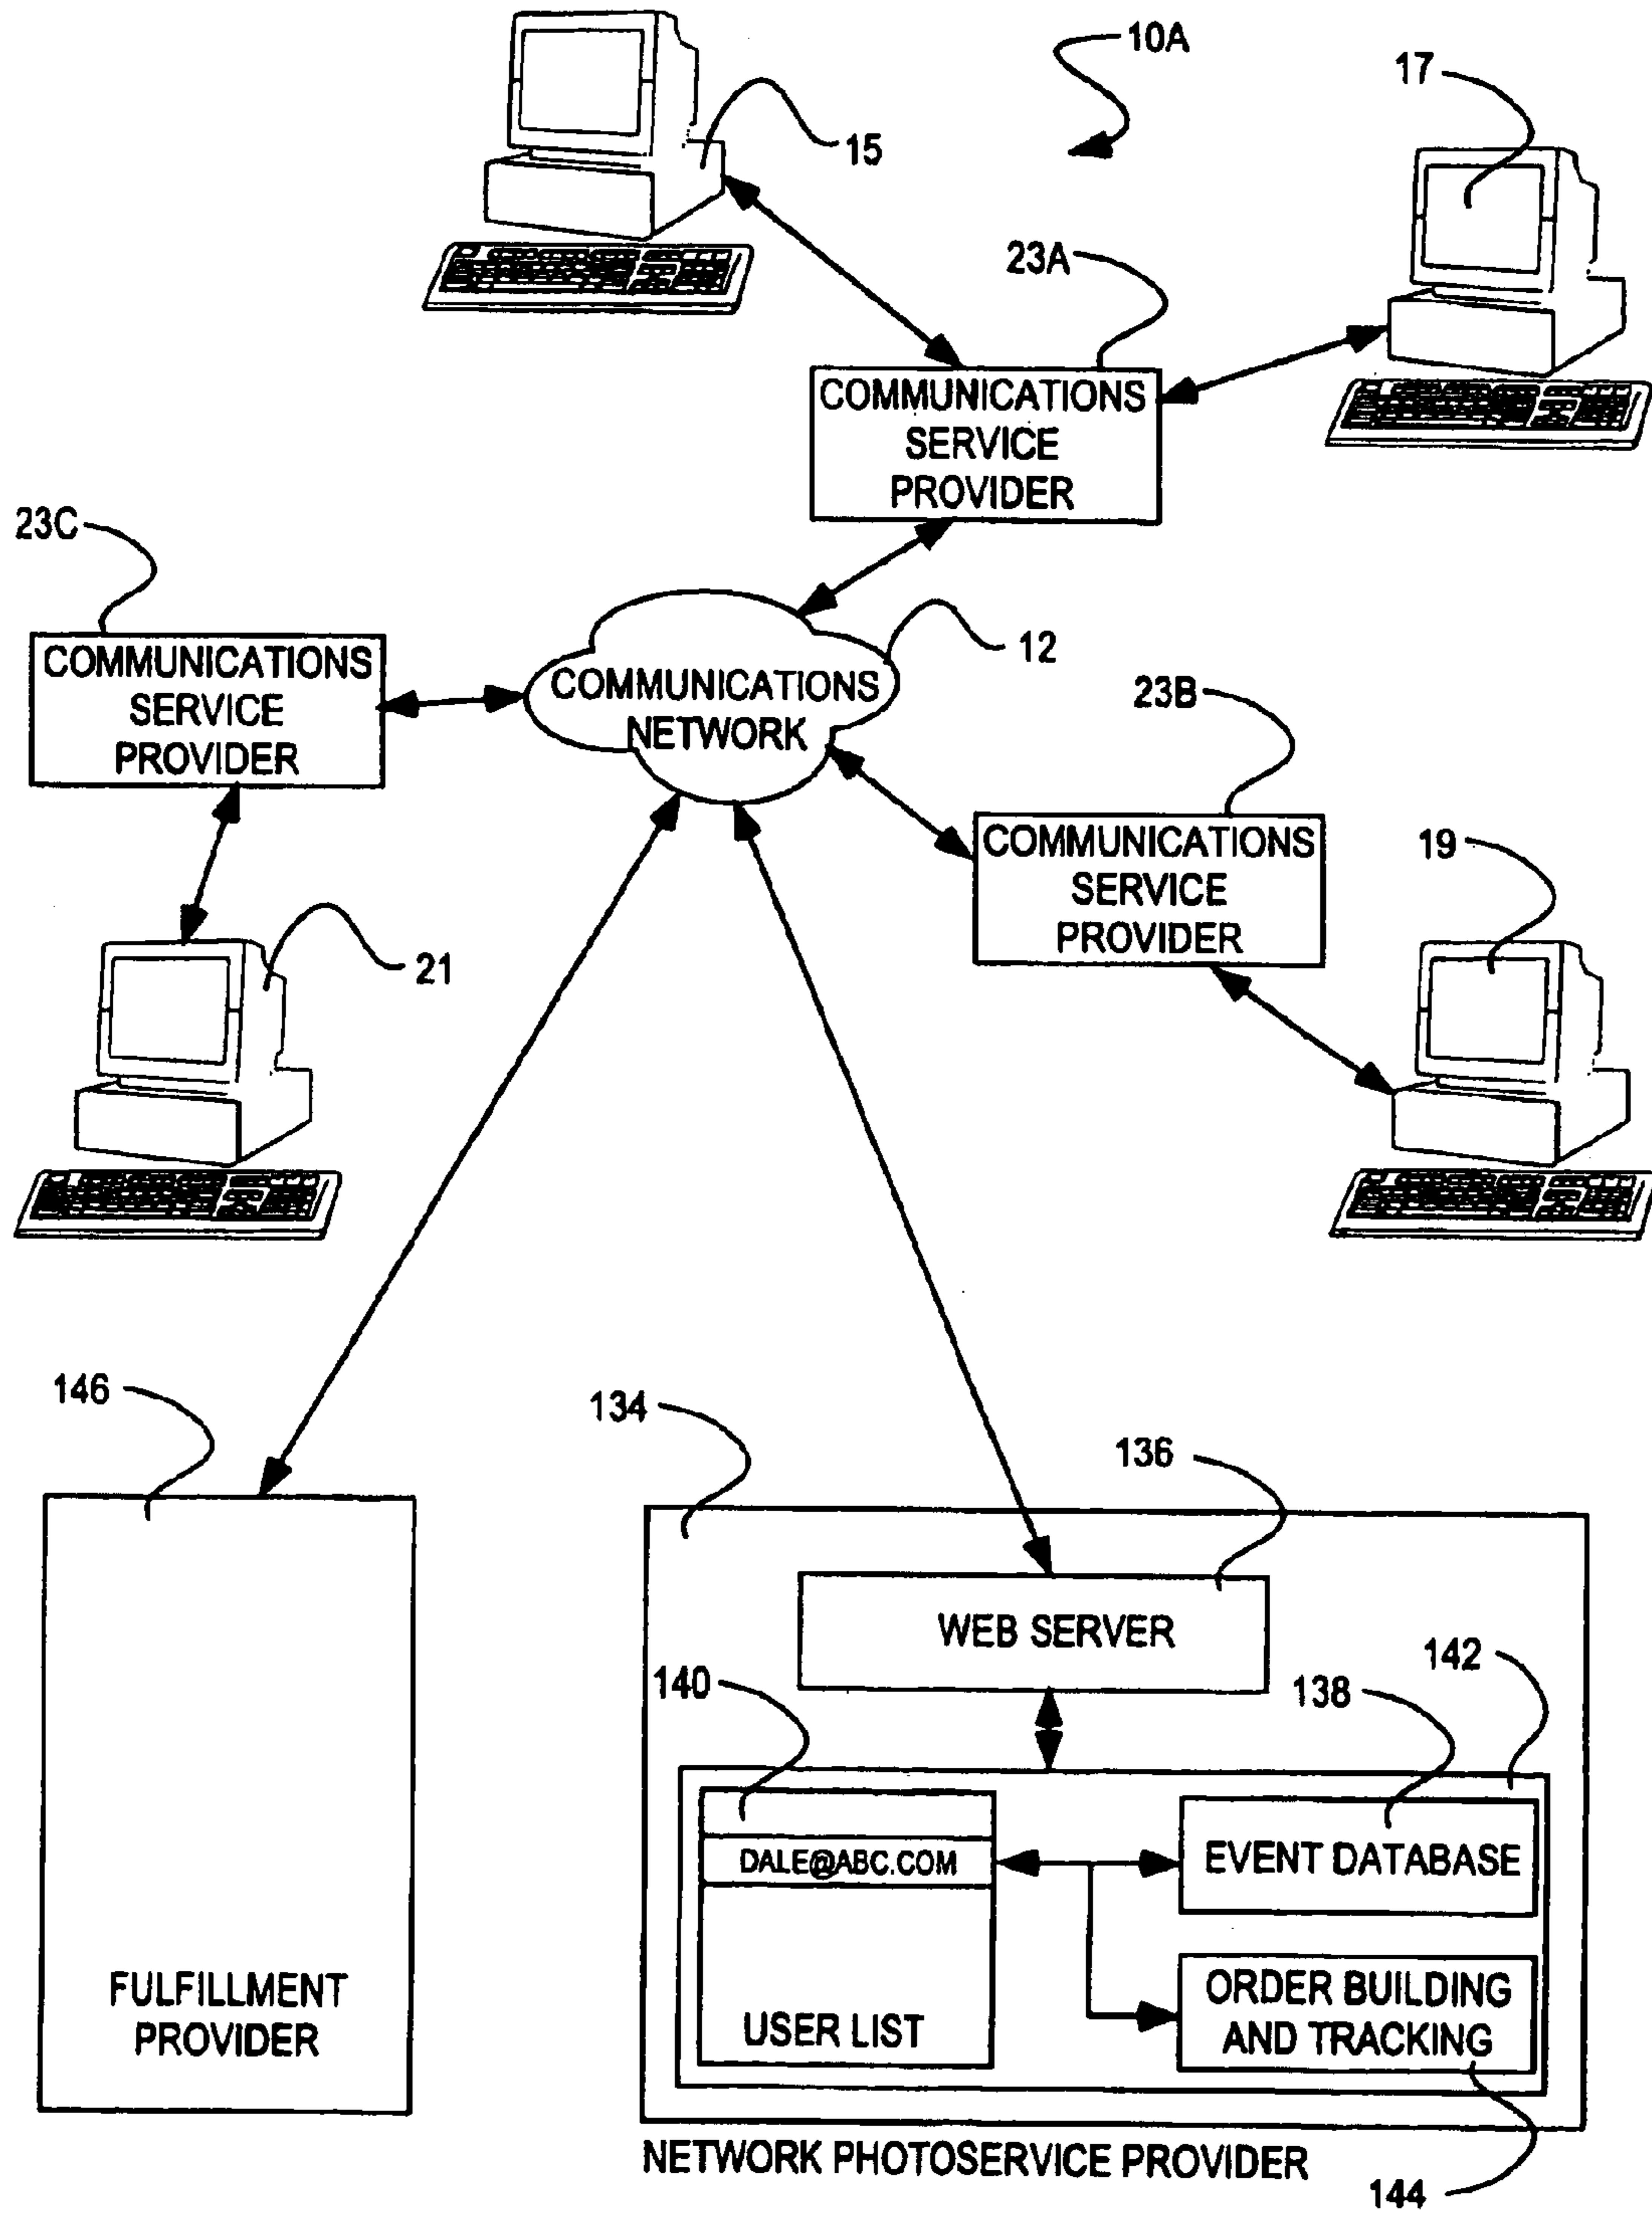 10A
17
15
23A
COMMUNICATIONS
SERVICE
PROVIDER
23C
COMMUNICATIONS
SERVICE
PROVIDER
12
COMMUNICATIONS
NETWORK
23B
COMMUNICATIONS
SERVICE
PROVIDER
19
21
146
134
136
WEB SERVER
142
140
138
DALE@ABC.COM
EVENT DATABASE
USER LIST
ORDER BUILDING
AND TRACKING
FULFILLMENT
PROVIDER
NETWORK PHOTOSERVICE PROVIDER
144